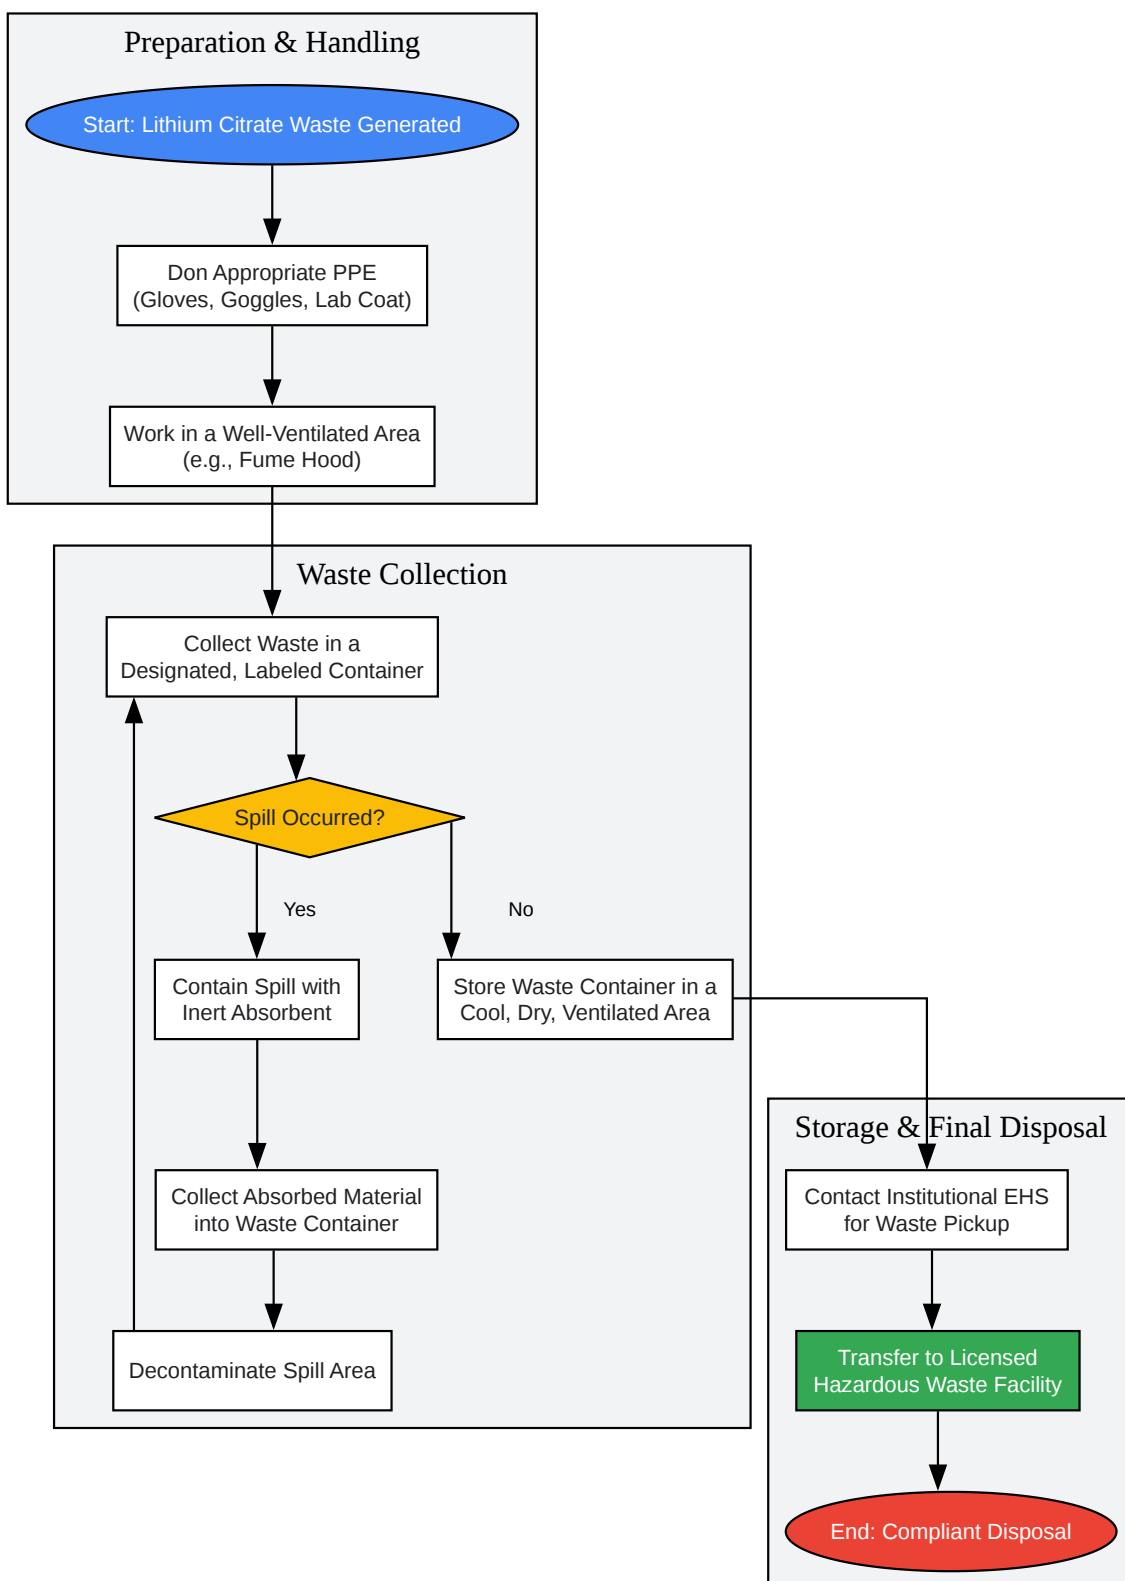 Preparation & Handling
Start: Lithium Citrate Waste Generated
Don Appropriate PPE
(Gloves, Goggles, Lab Coat)
Work in a Well-Ventilated Area
(e.g., Fume Hood)
Waste Collection
Collect Waste in a
Designated, Labeled Container
Spill Occurred?
Yes
No
Contain Spill with
Inert Absorbent
Store Waste Container in a
Cool, Dry, Ventilated Area
Collect Absorbed Material
into Waste Container
Decontaminate Spill Area
Storage & Final Disposal
Contact Institutional EHS
for Waste Pickup
Transfer to Licensed
Hazardous Waste Facility
End: Compliant Disposal